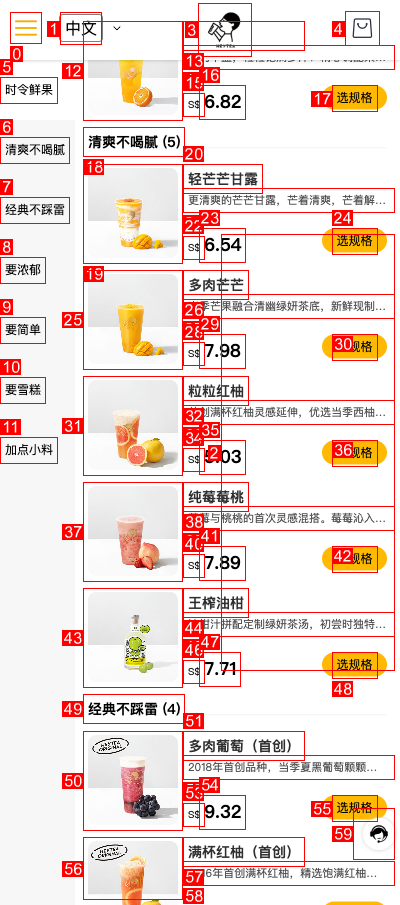 中文
HEYTEA
时令鲜果
清爽不喝腻
经典不踩雷
要浓郁
要简单
要雪糕
加点小料
S$ 6.82
选规格
清爽不喝腻 (5)
轻芒芒甘露
更清爽的芒芒甘露，芒着清爽，芒着解...
S$ 6.54
选规格
多肉芒芒
季芒果融合清幽绿妍茶底，新鲜现制...
S$ 7.98
选规格
粒粒红柚
创满杯红柚灵感延伸，优选当季西柚...
S$ 5.03
选规格
纯莓莓桃
莓与桃桃的首次灵感混搭。莓莓沁入...
S$ 7.89
选规格
王榨油柑
甘汁拼配定制绿妍茶汤，初尝时独特...
S$ 7.71
选规格
经典不踩雷 (4)
HEYTEA ORIGINAL
多肉葡萄（首创）
2018年首创品种，当季夏黑葡萄颗颗...
S$ 9.32
选规格
HEYTEA ORIGINAL
满杯红柚（首创）
6年首创满杯红柚，精选饱满红柚...
0
1
2
3
4
5
6
7
8
9
10
11
12
13
15
16
17
18
19
20
22
23
24
25
26
28
29
30
31
32
34
35
36
37
38
40
41
42
43
44
46
47
48
49
50
51
53
54
55
56
57
58
59